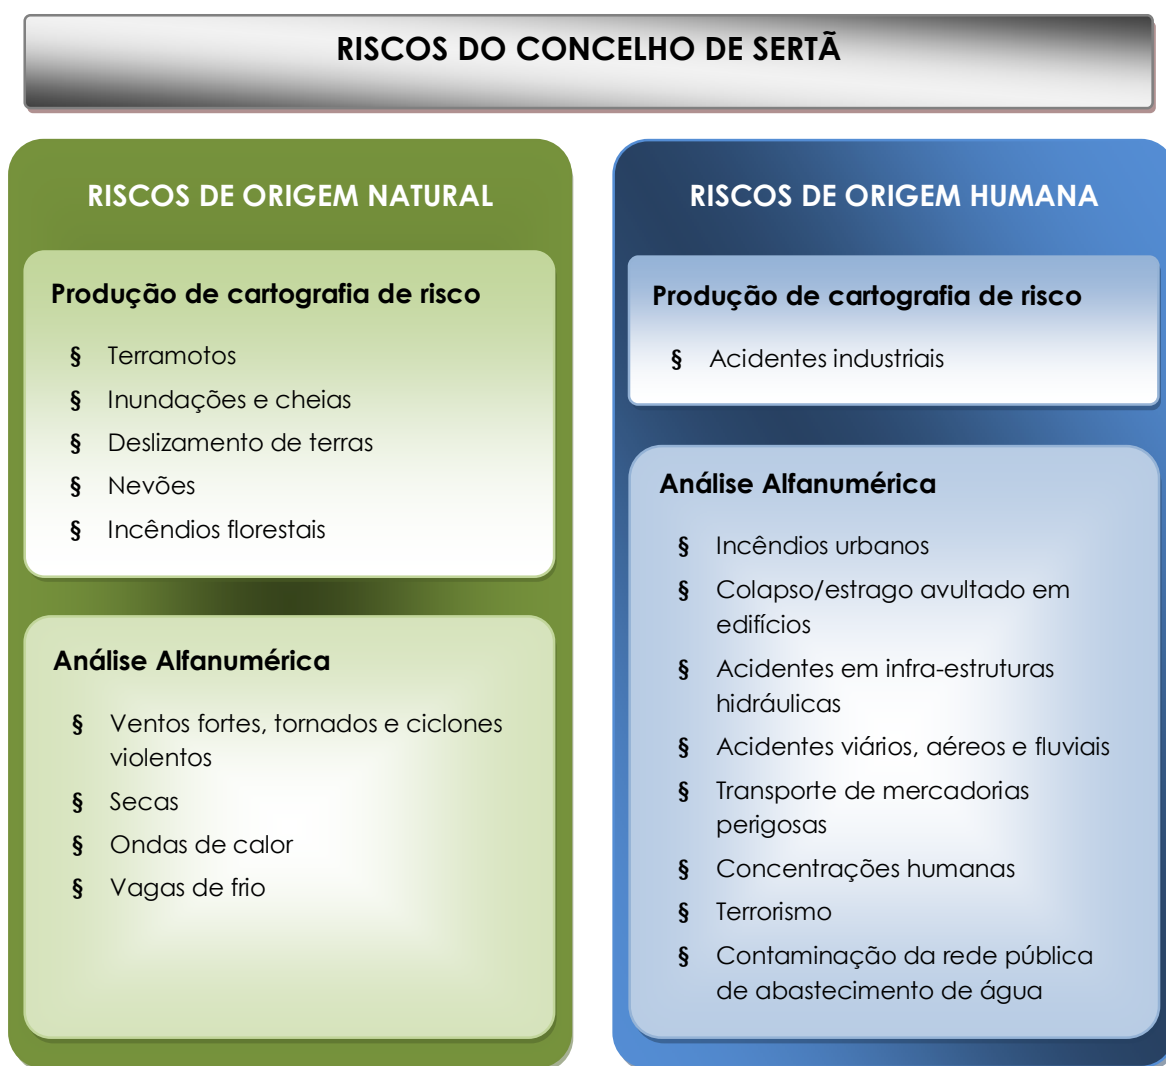 RISCOS DO CONCELHO DE SERTÃ
RISCOS DE ORIGEM NATURAL
Produção de cartografia de risco
§ Terramotos
§ Inundações e cheias
§ Deslizamento de terras
§ Nevões
§ Incêndios florestais
Análise Alfanumérica
§ Ventos fortes, tornados e ciclones
violentos
§ Secas
§ Ondas de calor
§ Vagas de frio
RISCOS DE ORIGEM HUMANA
Produção de cartografia de risco
§ Acidentes industriais
Análise Alfanumérica
§ Incêndios urbanos
§ Colapso/estrago avultado em
edifícios
§ Acidentes em infra-estruturas
hidráulicas
§ Acidentes viários, aéreos e fluviais
§ Transporte de mercadorias
perigosas
§ Concentrações humanas
§ Terrorismo
§ Contaminação da rede pública
de abastecimento de água